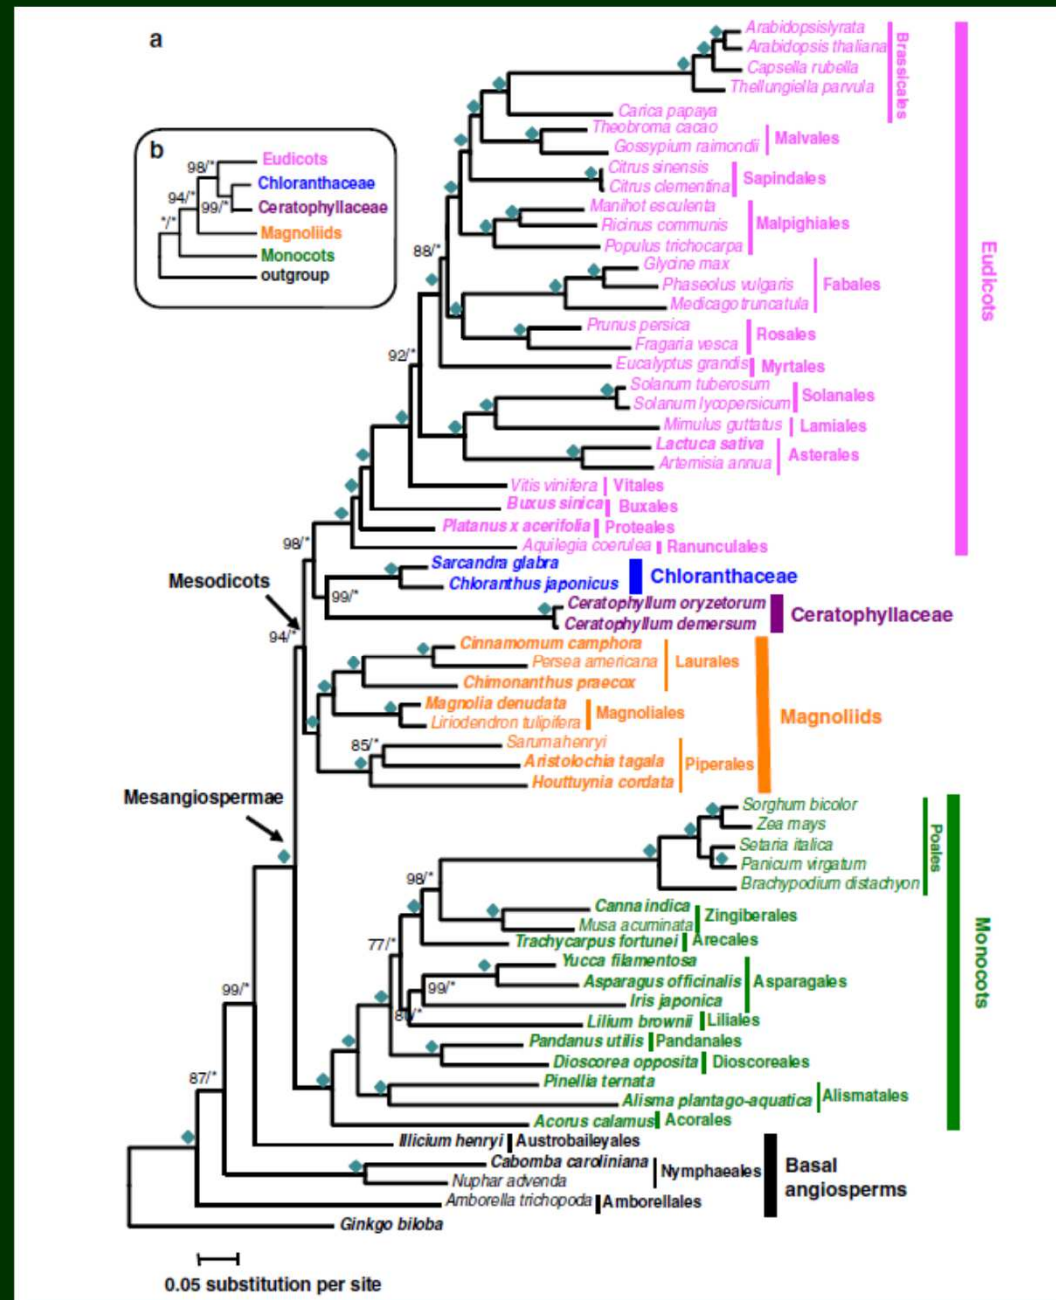 a
Arabidopsislyrata
Arabidopsis thaliana
Capsella rubella
Thellungiella parvula
Brassicales
Carica papaya
Theobroma cacao
Gossypium raimondii
Malvales
Citrus sinensis
Citrus clementina
Sapindales
Manihot esculenta
Ricinus communis
Populus trichocarpa
Malpighiales
88/*
Glycine max
Phaseolus vulgaris
Medicago truncatula
Fabales
Prunus persica
Fragaria vesca
Rosales
92/*
Eucalyptus grandis
Myrtales
Solanum tuberosum
Solanum lycopersicum
Solanales
Mimulus guttatus
Lamiales
Lactuca sativa
Artemisia annua
Asterales
Vitis vinifera
Vitales
Buxus sinica
Buxales
Platanus x acerifolia
Proteales
Aquilegia coerulea
Ranunculales
Eudicots
b
98/*
94/*
99/*
*/*
Eudicots
Chloranthaceae
Ceratophyllaceae
Magnoliids
Monocots
outgroup
98/*
Mesodicots
Sarcandra glabra
Chloranthus japonicus
Chloranthaceae
99/*
Ceratophyllum oryzetorum
Ceratophyllum demersum
Ceratophyllaceae
94/*
Cinnamomum camphora
Persea americana
Chimonanthus praecox
Laurales
Magnolia denudata
Liriodendron tulipifera
Magnoliales
85/*
Sarumahenryi
Aristolochia tagala
Houttuynia cordata
Piperales
Magnoliids
Mesangiospermae
Sorghum bicolor
Zea mays
Setaria italica
Panicum virgatum
Brachypodium distachyon
Poales
98/*
Canna indica
Musa acuminata
Zingiberales
Trachycarpus fortunei
Arecales
77/*
Yucca filamentosa
Asparagus officinalis
Iris japonica
Asparagales
99/*
Lilium brownii
Liliales
Pandanus utilis
Pandanales
Dioscorea opposita
Dioscoreales
Pinellia ternata
Alisma plantago-aquatica
Alismatales
Acorus calamus
Acorales
Monocots
99/*
87/*
Illicium henryi
Austrobaileyales
Cabomba caroliniana
Nuphar advenda
Nymphaeales
Amborella trichopoda
Amborellales
Basal
angiosperms
Ginkgo biloba
0.05 substitution per site